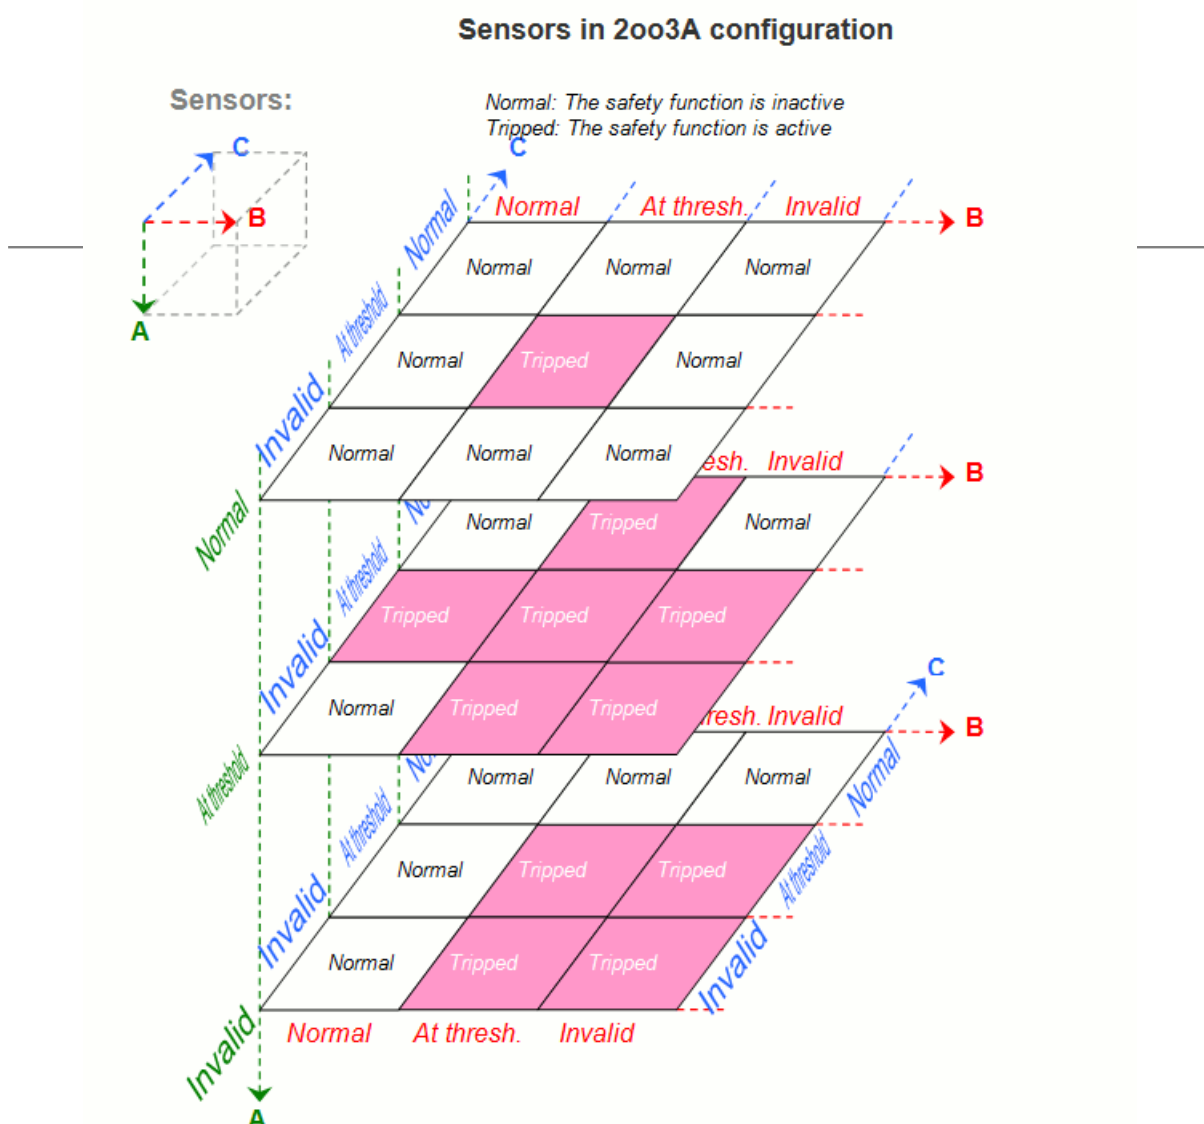 Sensors in 2oo3A configuration
Sensors:
Normal: The safety function is inactive
Tripped: The safety function is active
C
B
A
C
Normal
At thresh.
Invalid
B
Normal
At threshold
Invalid
Normal
Normal
Normal
Normal
Tripped
Normal
Normal
Normal
Normal
Normal
esh.
Invalid
B
No
At threshold
Invalid
Normal
Tripped
Normal
Tripped
Tripped
Tripped
Normal
Tripped
Tripped
At threshold
C
resh.
Invalid
B
No
At threshold
Invalid
Normal
Normal
Normal
Normal
Normal
Tripped
Tripped
At threshold
Normal
Tripped
Tripped
Invalid
Invalid
Normal
At thresh.
Invalid
A